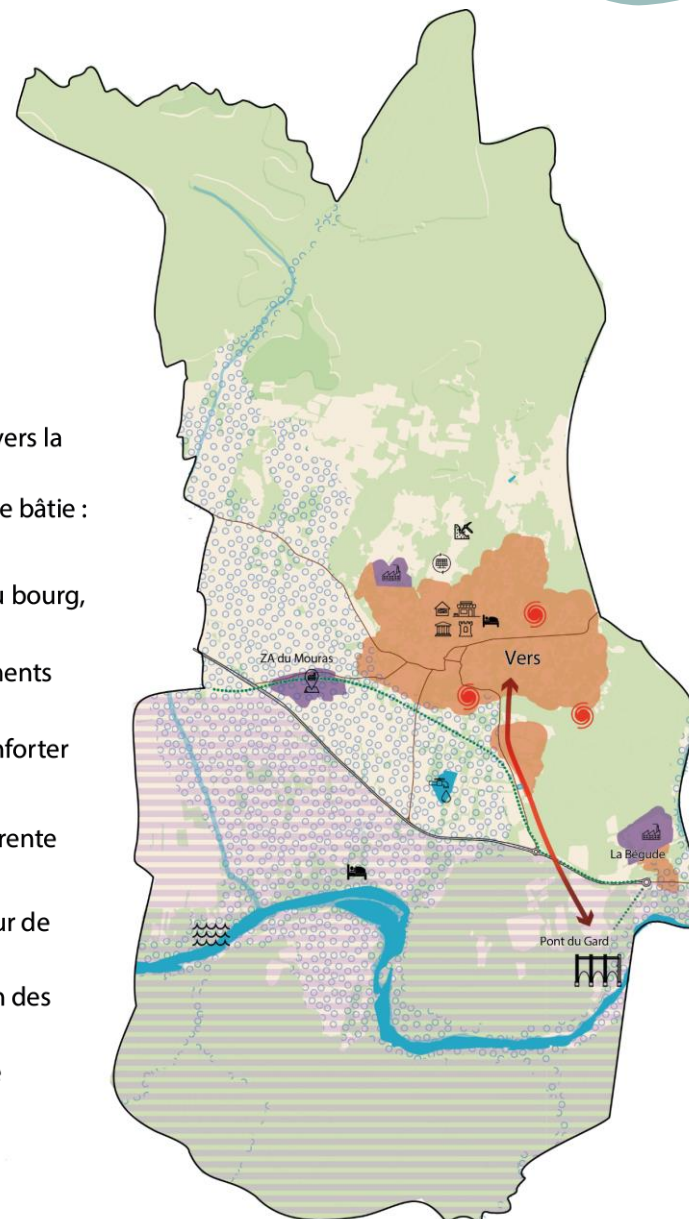 vers la
e bâtie :
u bourg,
ments
nforter
rente
ur de
n des
e
ZA du Mouras
Vers
La Bégude
Pont du Gard